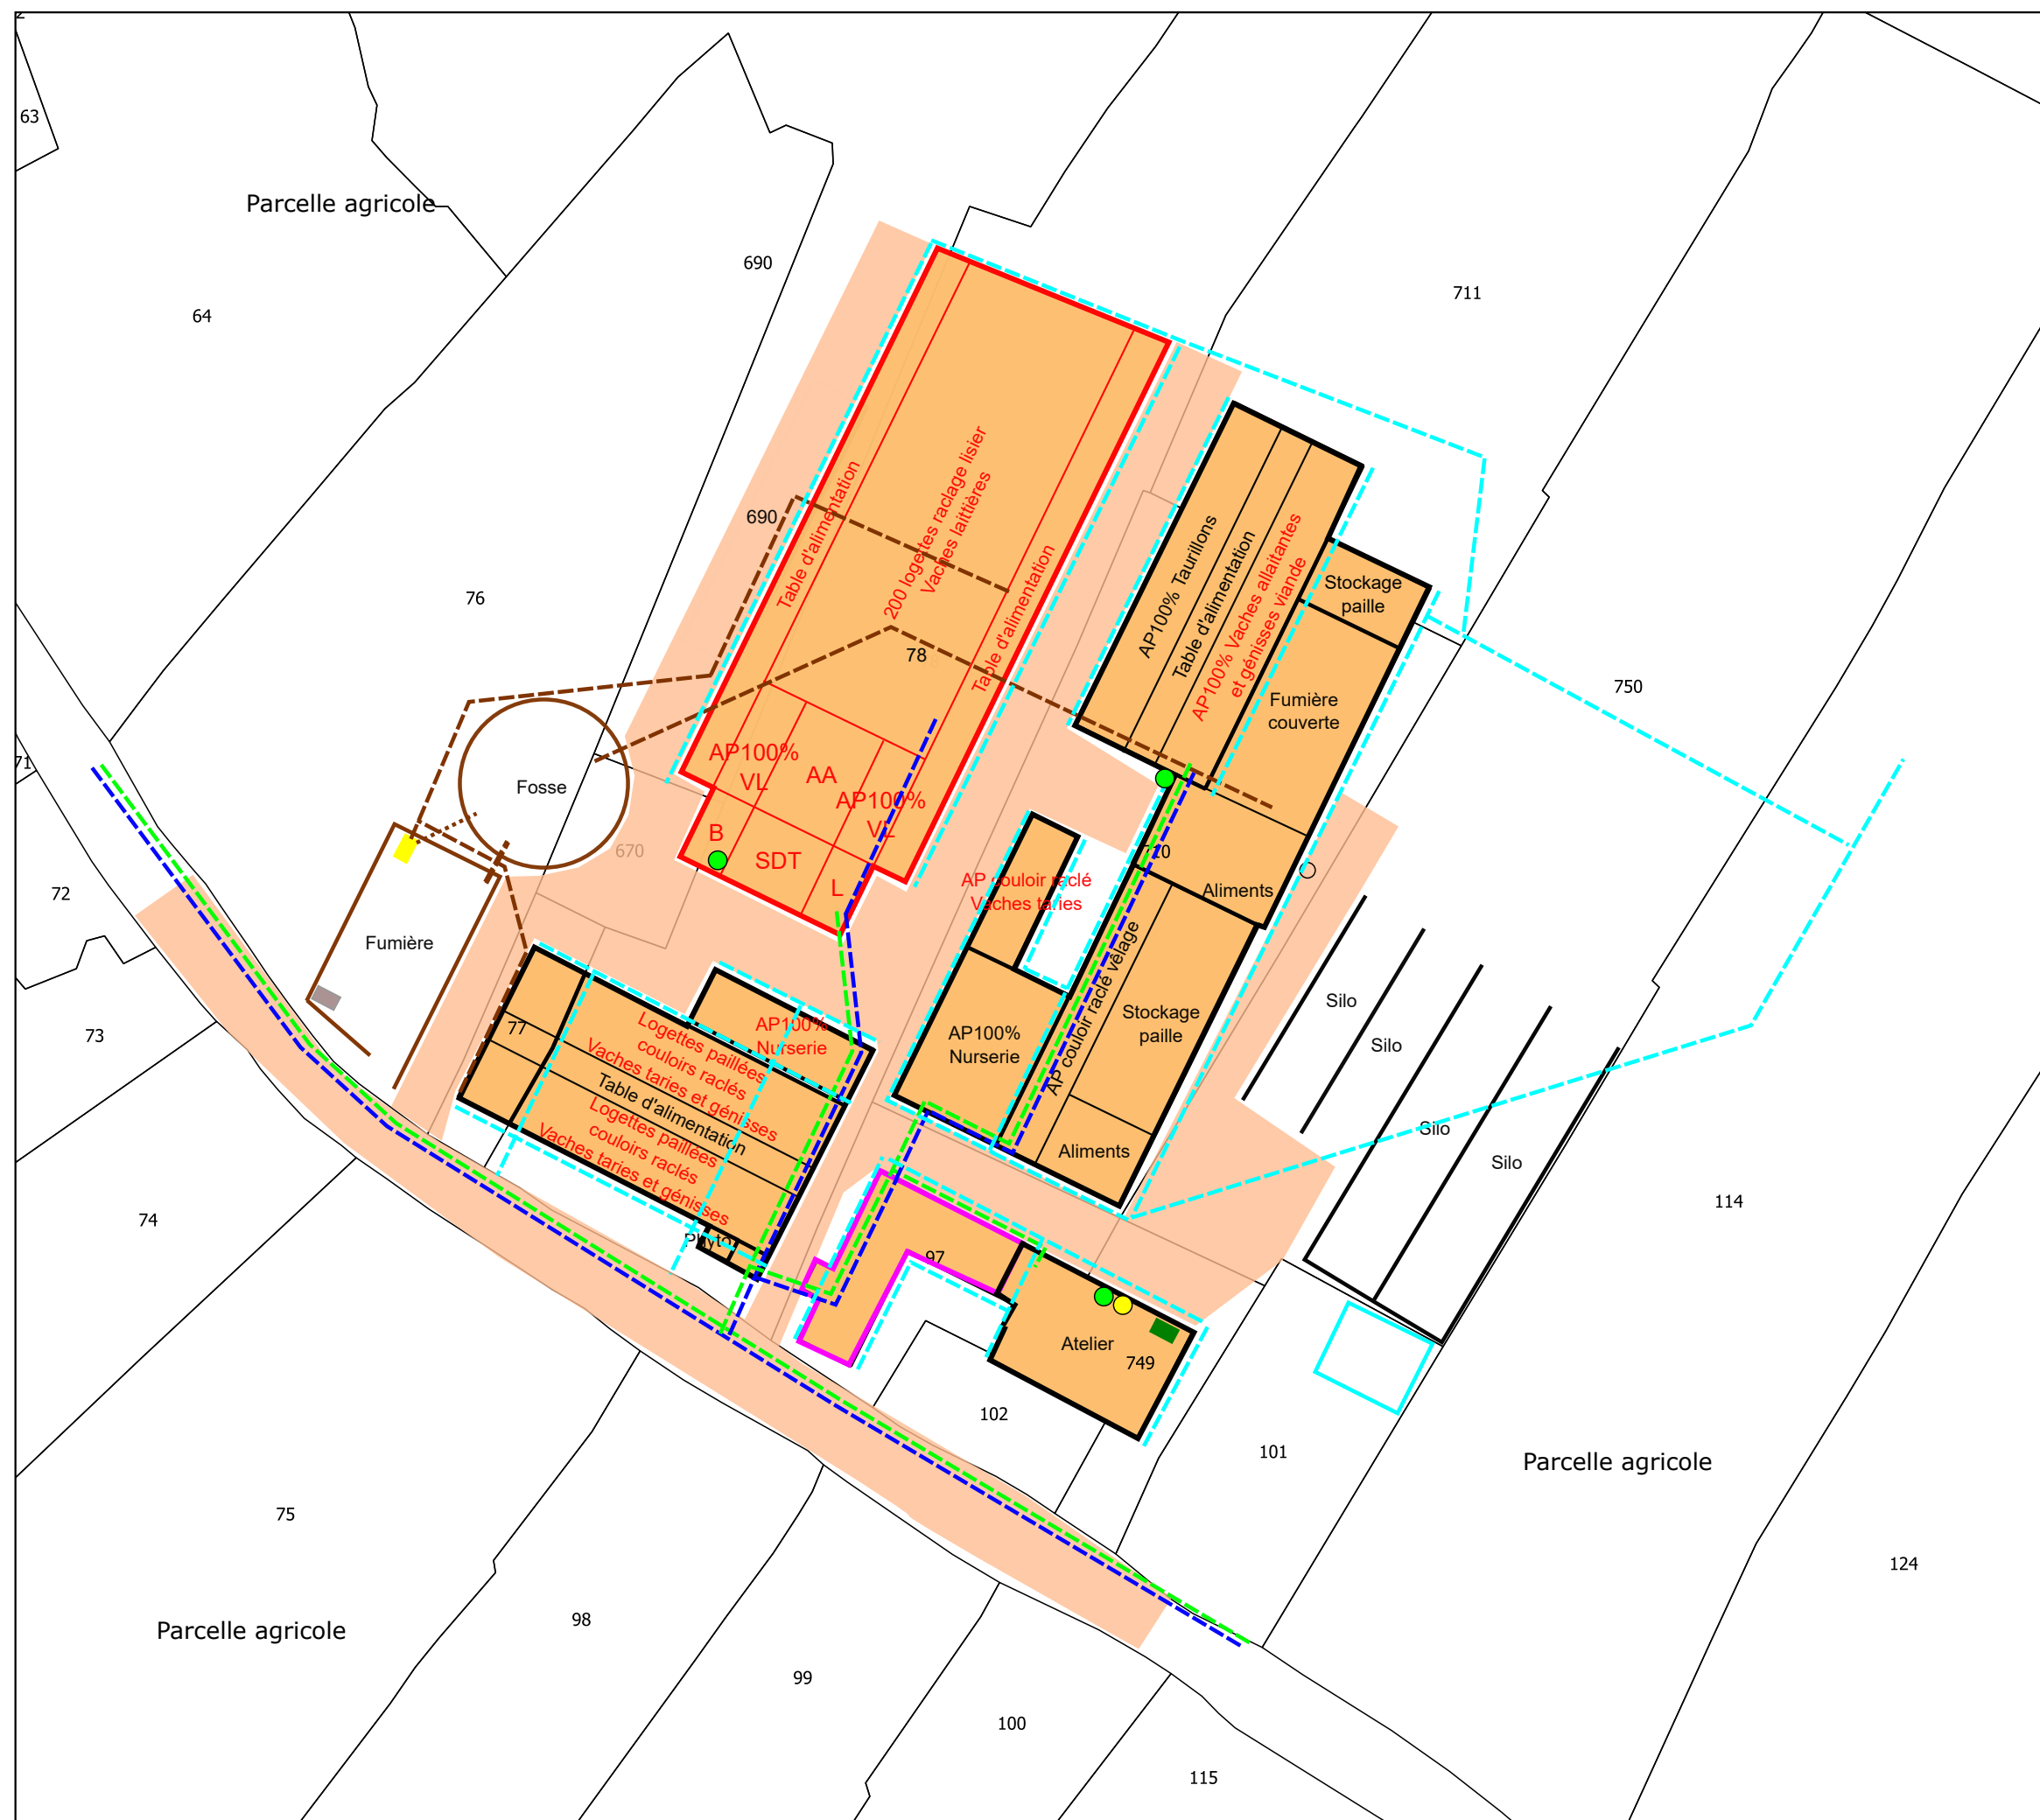 2
63
Parcelle agricole
64
690
711
690
76
78
Table d'alimentation
200 logettes raclage lisier
Vaches laittières
Table d'alimentation
AP100% Taurillons
Table d'alimentation
AP100% Vaches allaitantes
et génisses viande
Stockage
paille
Fumière
couverte
750
71
Fosse
AP100%
VL
AA
AP100%
VL
B
SDT
L
670
710
AP couloir raclé
Vaches taries
Aliments
72
Fumière
73
77
Logettes paillées
couloirs raclés
Vaches taries et génisses
Table d'alimentation
Logettes paillées
couloirs raclés
Vaches taries et génisses
AP100%
Nurserie
AP100%
Nurserie
AP couloir raclé vêlage
Stockage
paille
Aliments
Silo
Silo
Silo
Silo
114
74
Phyto
97
Atelier
749
102
101
Parcelle agricole
75
124
Parcelle agricole
98
99
100
115